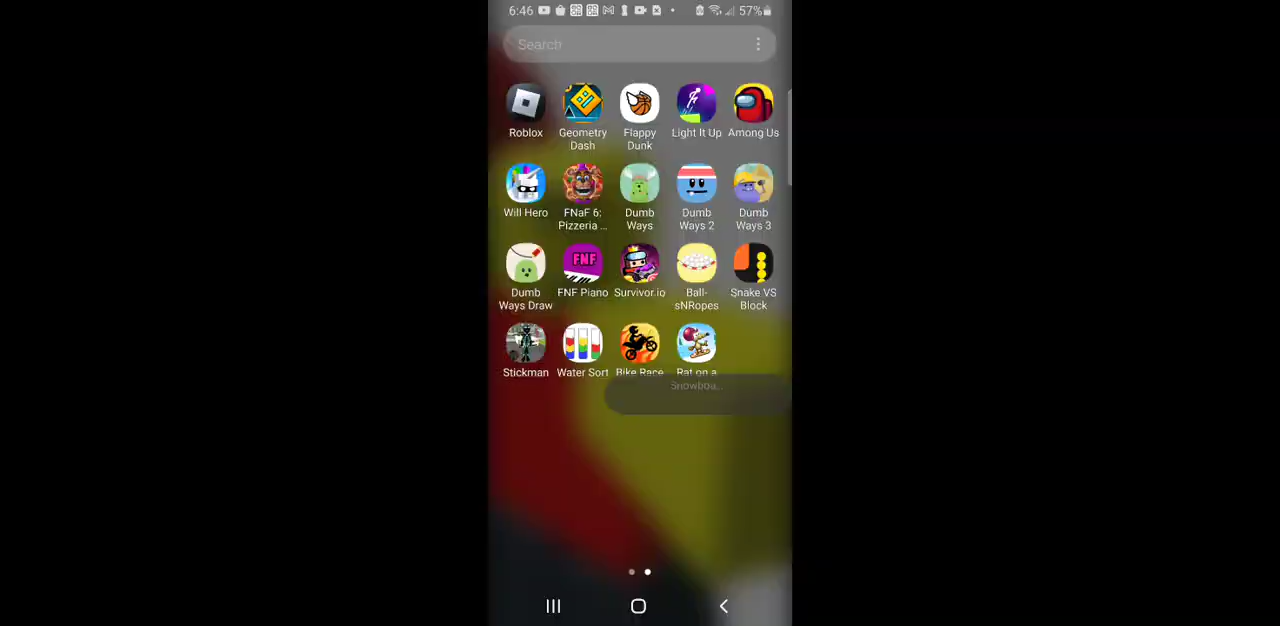 6:46
57%
Search
Roblox
Geometry
Dash
Flappy
Dunk
Light It Up
Among Us
Will Hero
FNaF 6:
Pizzeria ...
Dumb
Ways
Dumb
Ways 2
Dumb
Ways 3
Dumb
Ways Draw
FNF
FNF Piano
Survivor.io
Ball-
sNRopes
Snake VS
Block
Stickman
Water Sort
Bike Race
Rat on a
Snowboa...